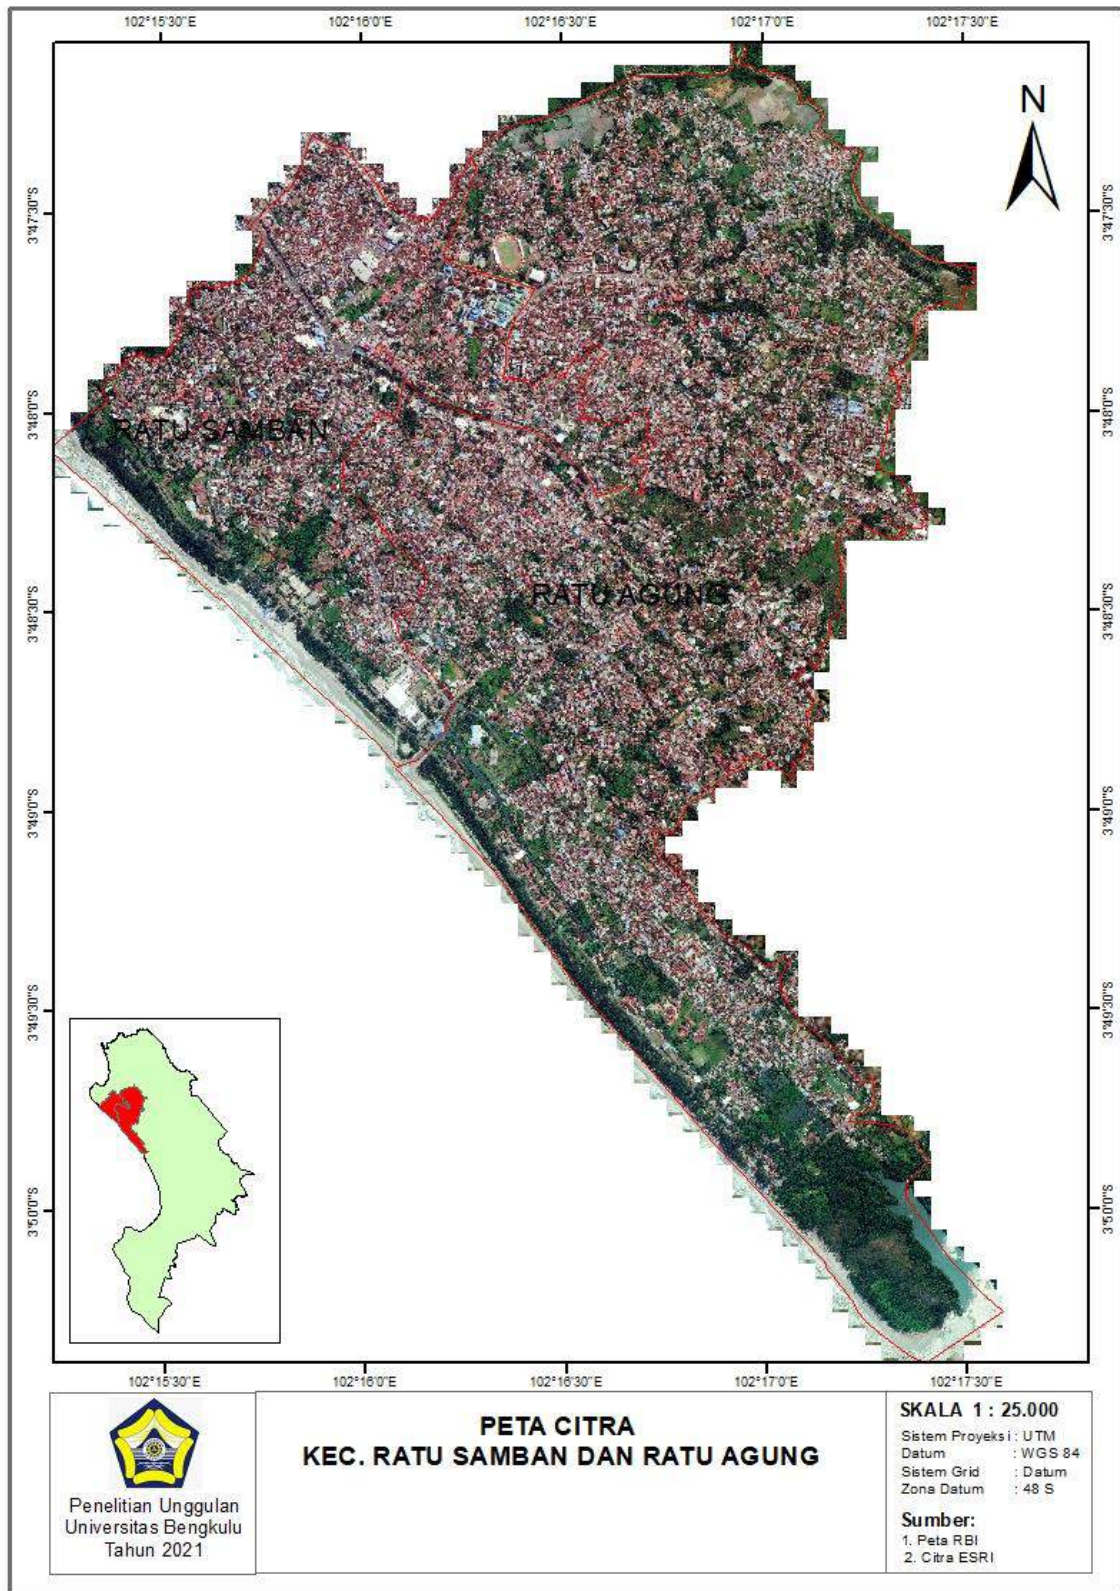 102°15'30"E 102°16'0"E 102°16'30"E 102°17'0"E 102°17'30"E
N
3°47'30"S 3°47'30"S
3°48'0"S 3°48'0"S
RATU SAMBAN
3°48'30"S 3°48'30"S
RATU AGUNG
3°49'0"S 3°49'0"S
3°49'30"S 3°49'30"S
3°50'0"S 3°50'0"S
102°15'30"E 102°16'0"E 102°16'30"E 102°17'0"E 102°17'30"E
Penelitian Unggulan
Universitas Bengkulu
Tahun 2021
PETA CITRA
KEC. RATU SAMBAN DAN RATU AGUNG
SKALA 1 : 25.000
Sistem Proyeksi : UTM
Datum : WGS 84
Sistem Grid : Datum
Zona Datum : 48 S
Sumber:
1. Peta RBI
2. Citra ESRI